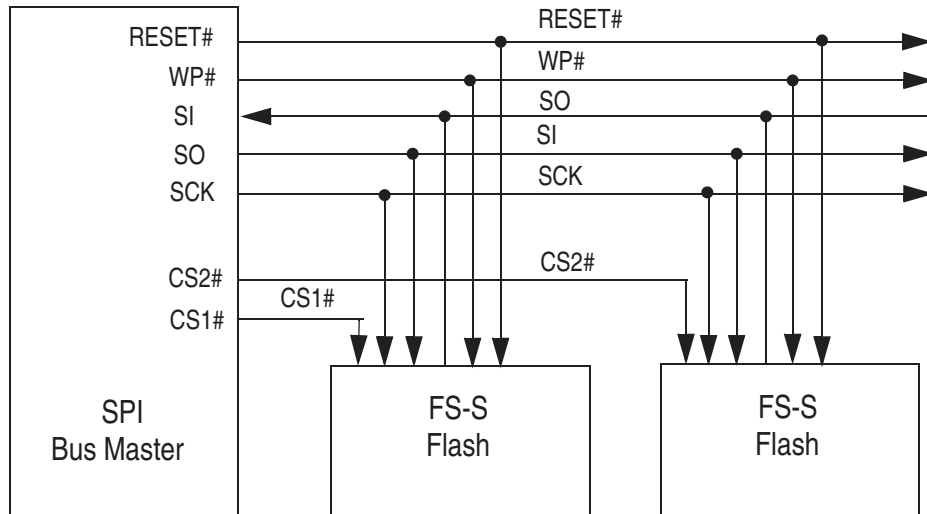 RESET#
RESET#
WP#
WP#
SI
SO
SO
SI
SCK
SCK
CS2#
CS2#
CS1#
CS1#
SPI
Bus Master
FS-S
Flash
FS-S
Flash